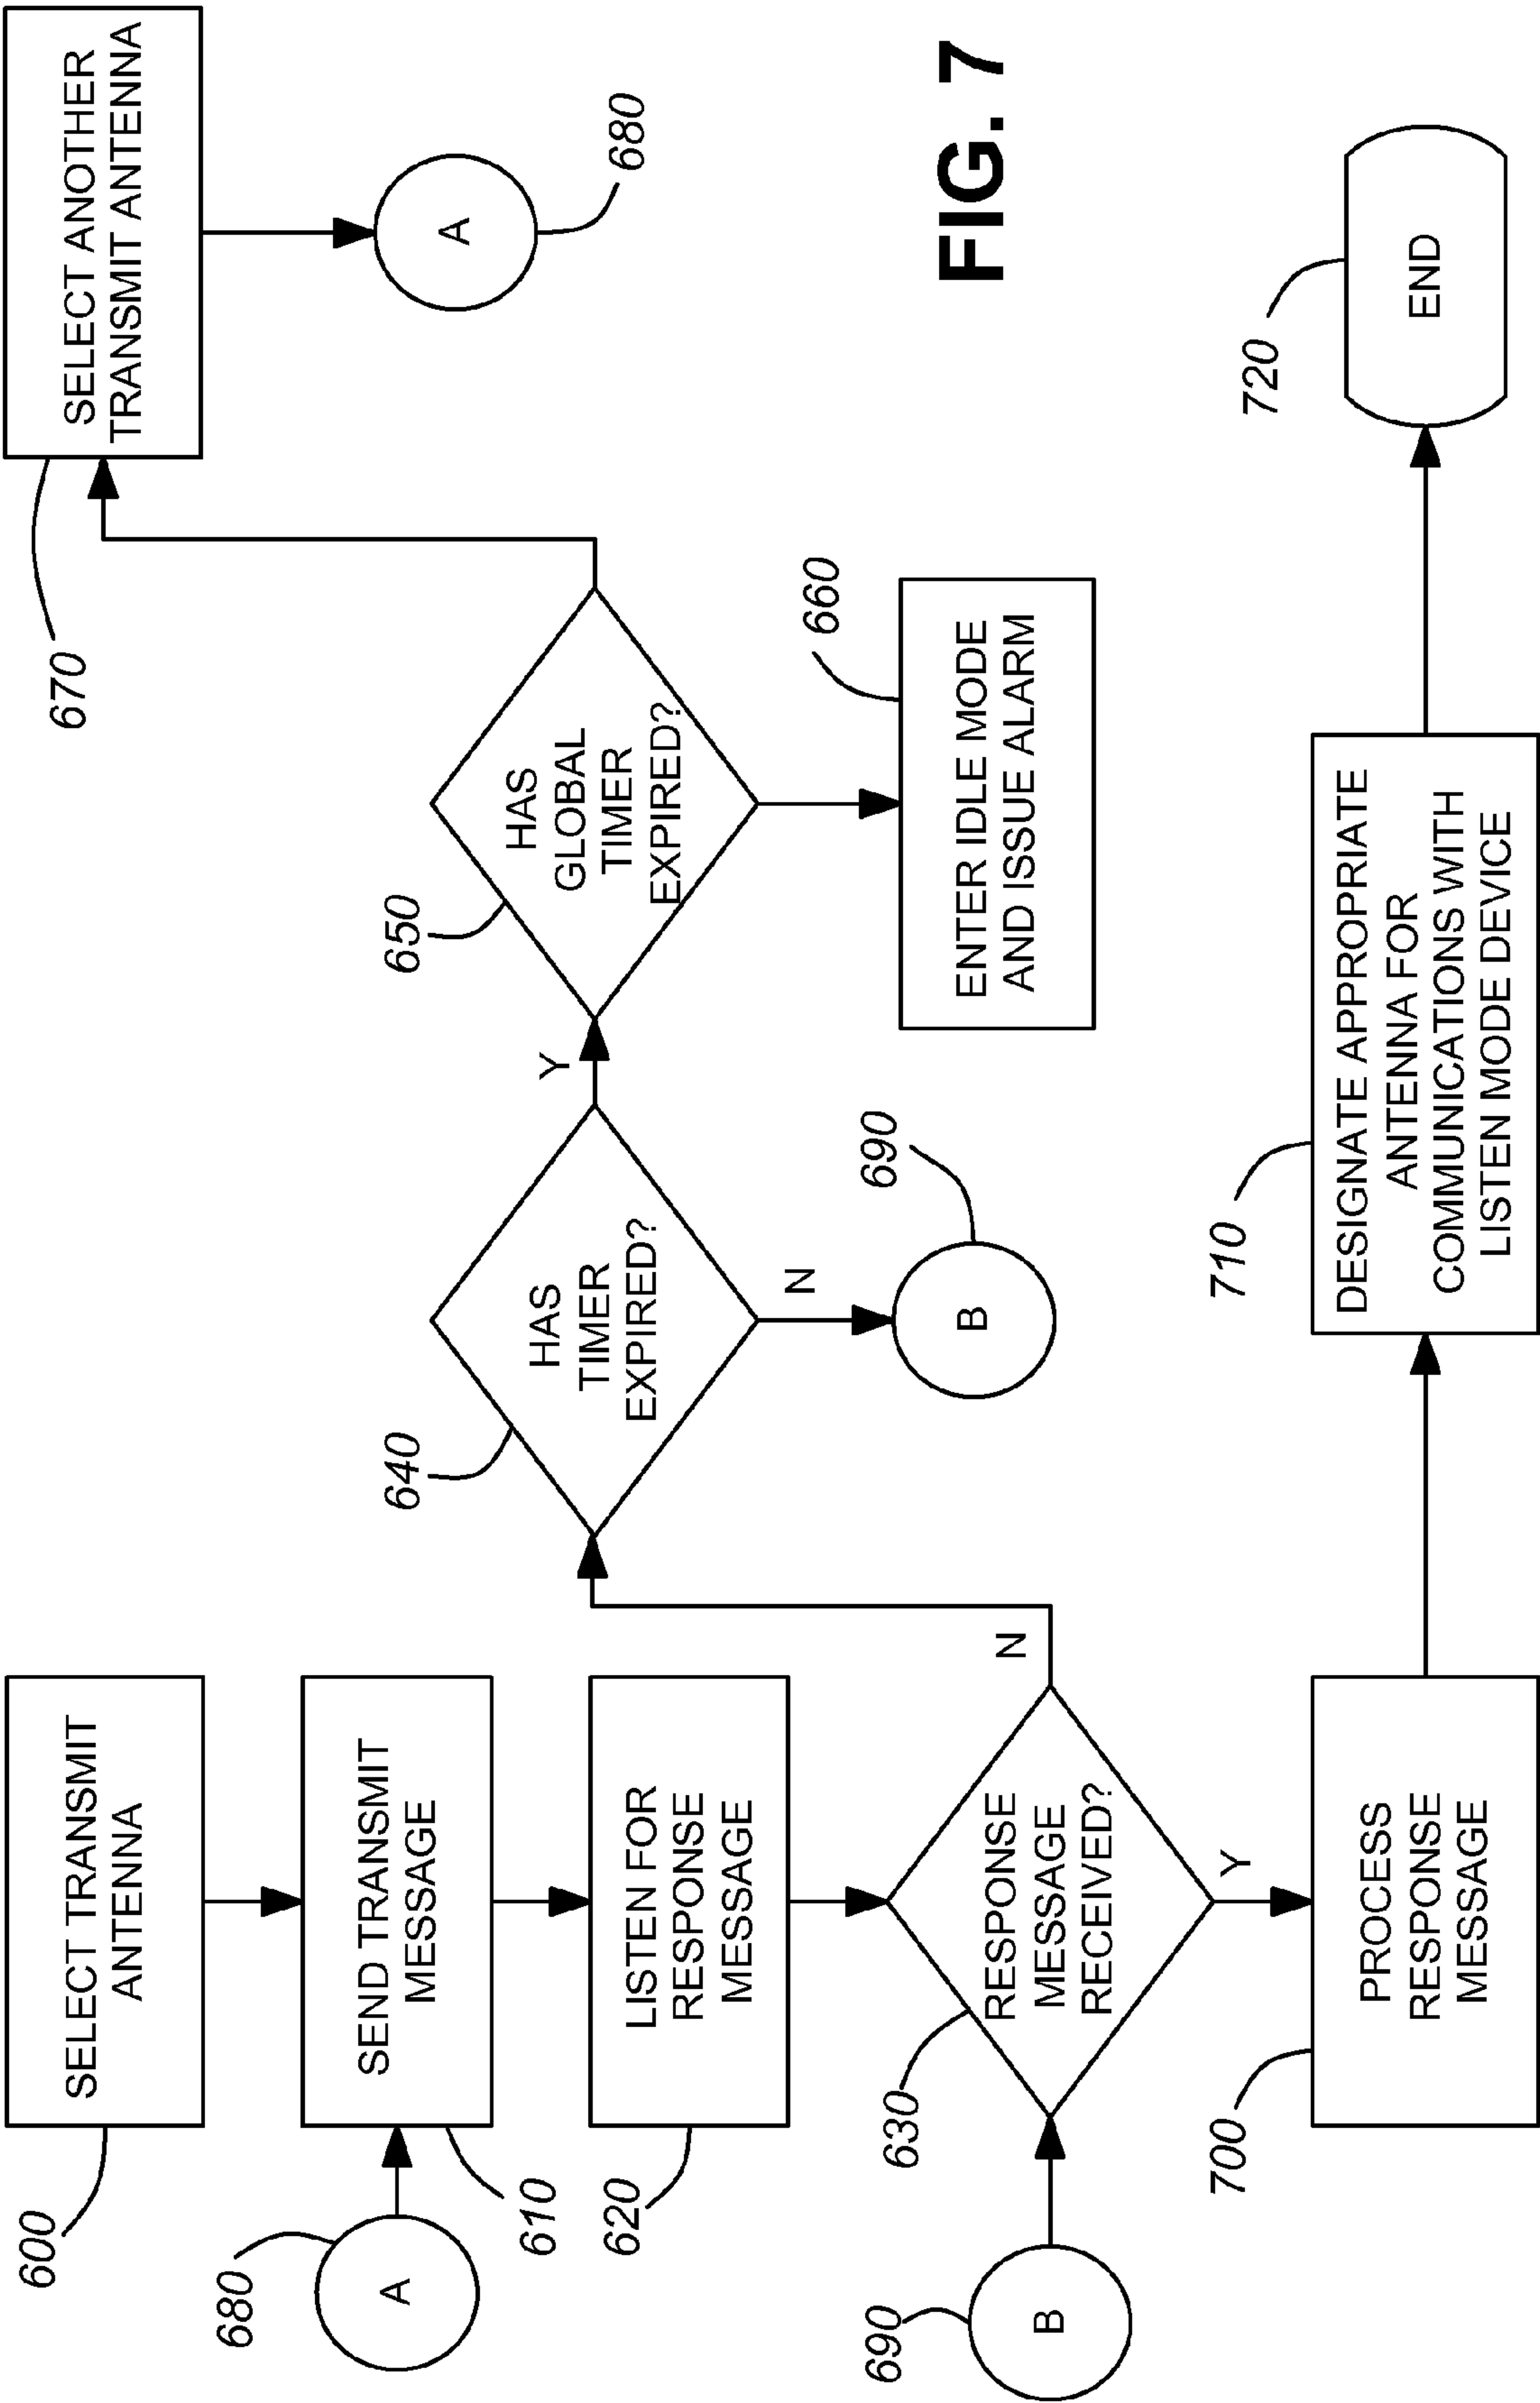 600
SELECT TRANSMIT
ANTENNA
680
A
610
SEND TRANSMIT
MESSAGE
620
LISTEN FOR
RESPONSE
MESSAGE
690
B
630
RESPONSE
MESSAGE
RECEIVED?
N
Y
700
PROCESS
RESPONSE
MESSAGE
640
HAS
TIMER
EXPIRED?
Y
N
B
690
650
HAS
GLOBAL
TIMER
EXPIRED?
660
ENTER IDLE MODE
AND ISSUE ALARM
670
SELECT ANOTHER
TRANSMIT ANTENNA
A
680
710
DESIGNATE APPROPRIATE
ANTENNA FOR
COMMUNICATIONS WITH
LISTEN MODE DEVICE
720
END
FIG. 7